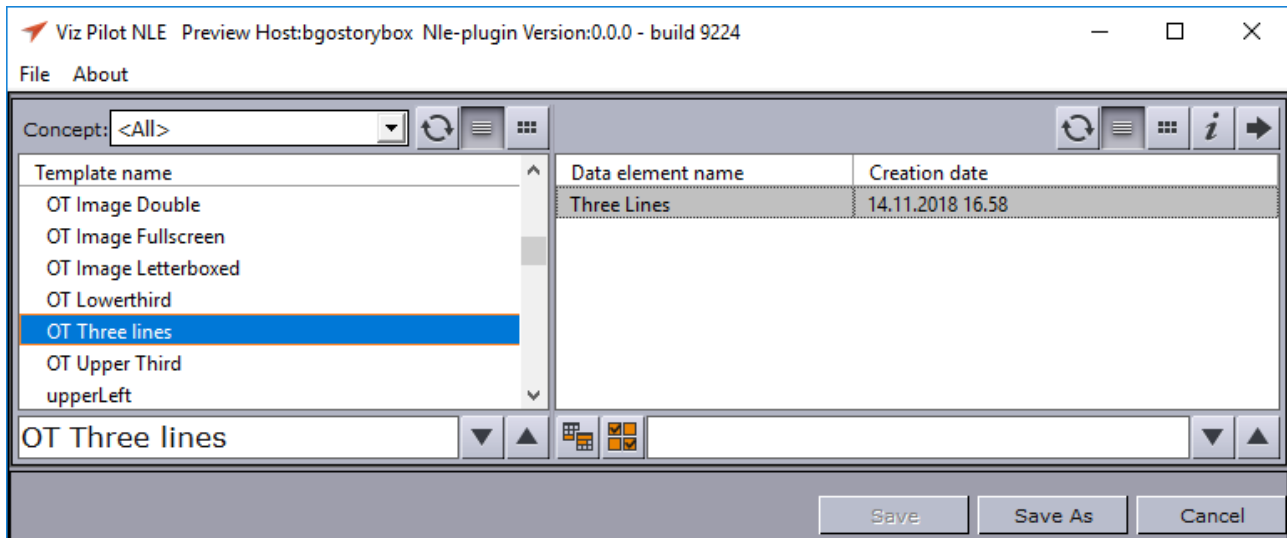 Viz Pilot NLE Preview Host:bgostorybox Nle-plugin Version:0.0.0 - build 9224
File About
Concept: <All>
i
Template name
OT Image Double
OT Image Fullscreen
OT Image Letterboxed
OT Lowerthird
OT Three lines
OT Upper Third
upperLeft
Data element name Creation date
Three Lines 14.11.2018 16.58
OT Three lines
Save Save As Cancel